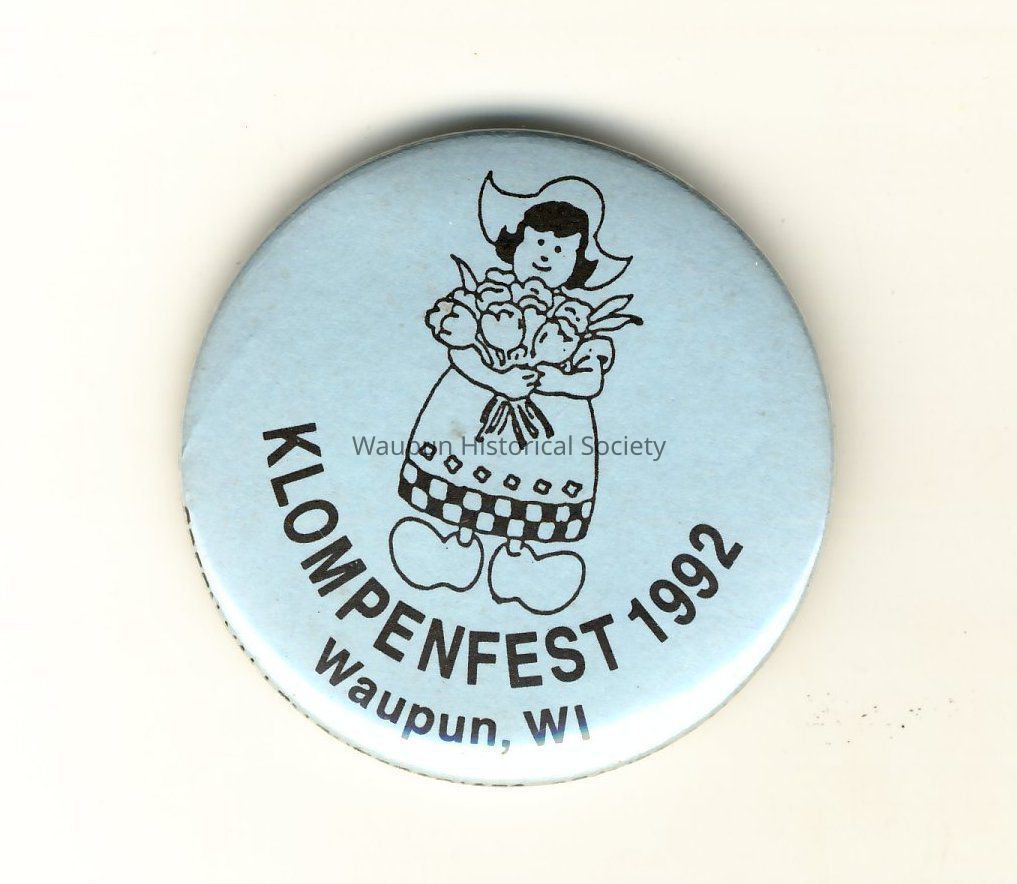 Waupun Historical Society
KLOMPENFEST 1992
Waupun, WI